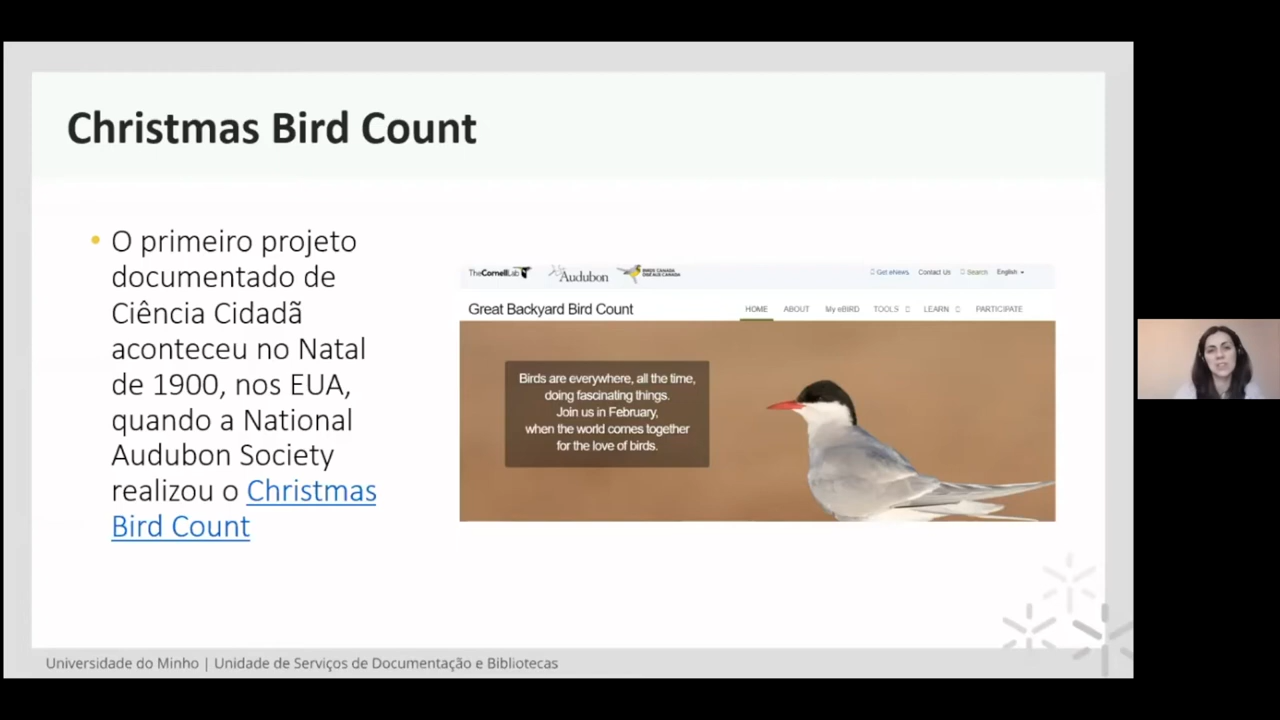 Christmas Bird Count
• O primeiro projeto
documentado de
Ciência Cidadã
aconteceu no Natal
de 1900, nos EUA,
quando a National
Audubon Society
realizou o Christmas
Bird Count
TheCornellLab Audubon BIRDS CANADA
Get eNews Contact Us Search English
Great Backyard Bird Count HOME ABOUT My eBIRD TOOLS LEARN PARTICIPATE
Birds are everywhere, all the time,
doing fascinating things.
Join us in February,
when the world comes together
for the love of birds.
Universidade do Minho | Unidade de Serviços de Documentação e Bibliotecas